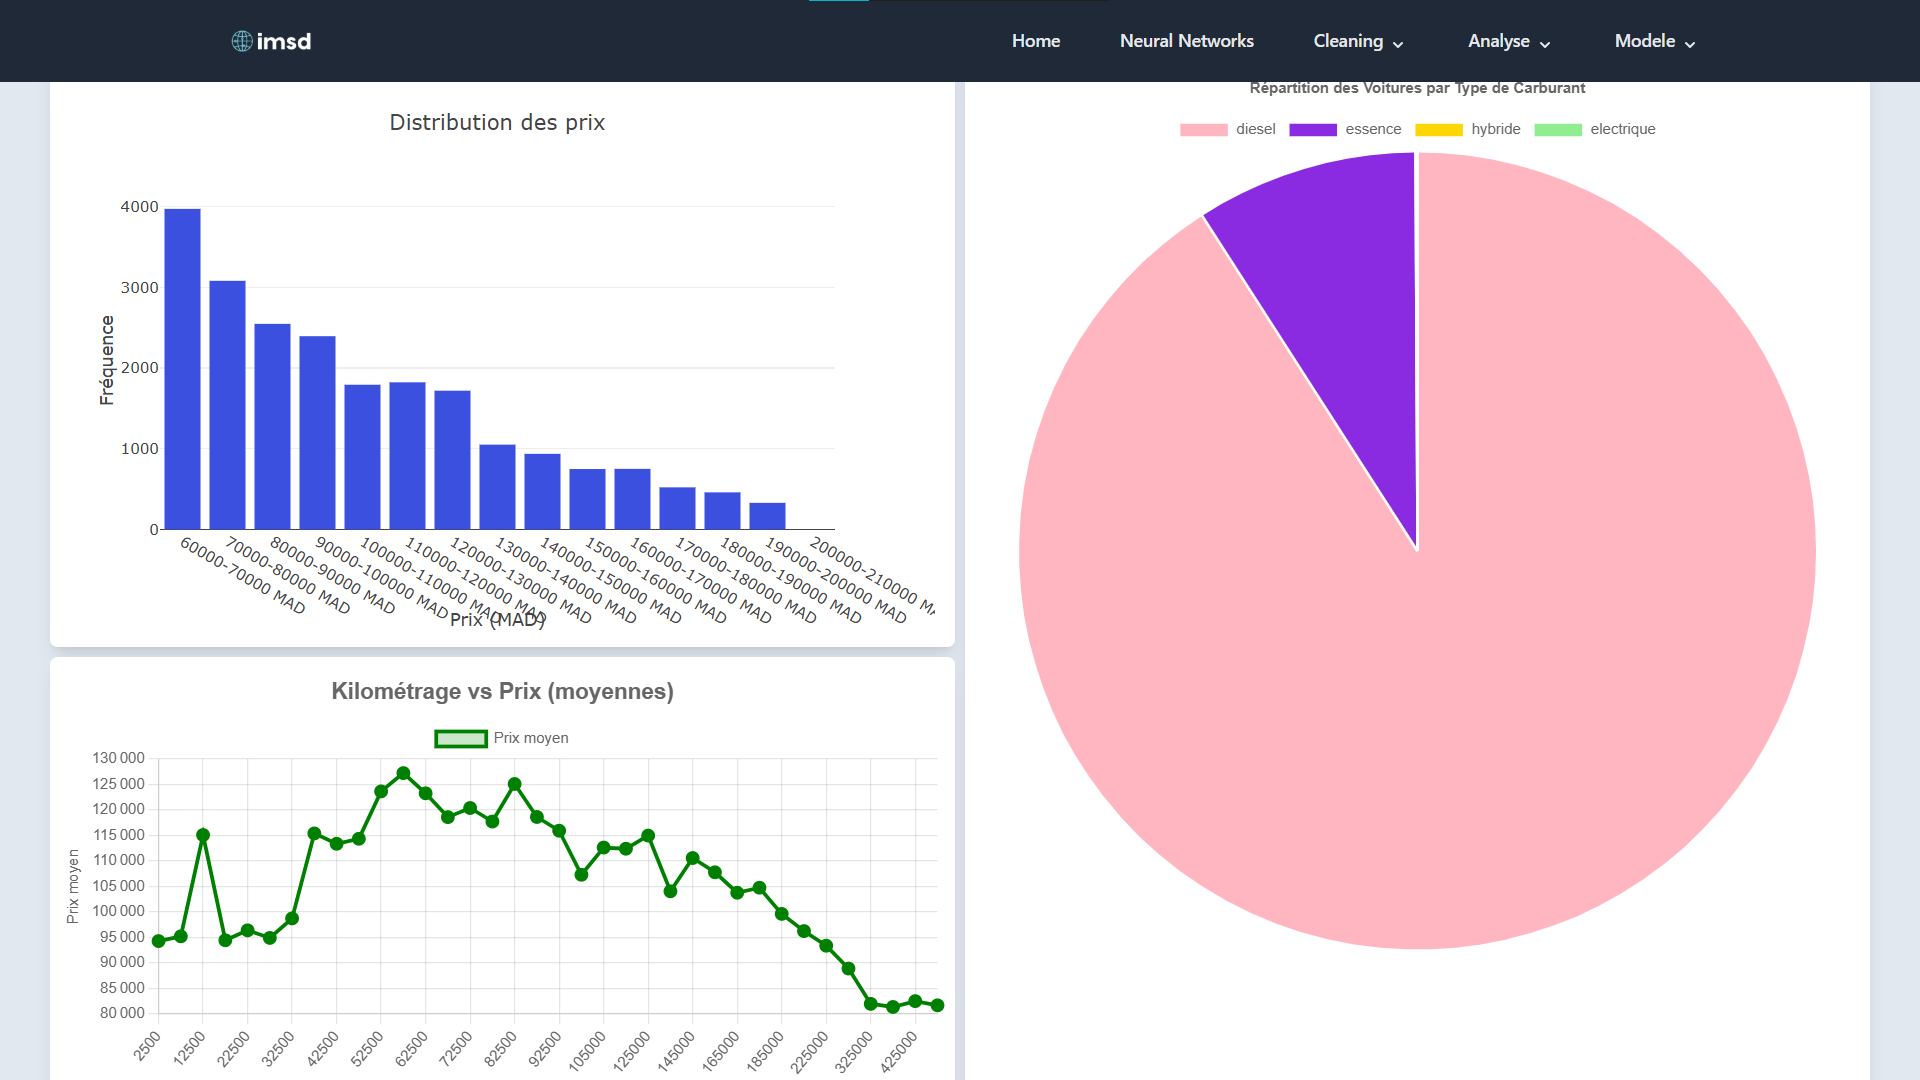 imsd
Home
Neural Networks
Cleaning
Analyse
Modele
Distribution des prix
Fréquence
4000
3000
2000
1000
0
60000-70000 MAD
70000-80000 MAD
80000-90000 MAD
90000-100000 MAD
100000-110000 MAD
110000-120000 MAD
120000-130000 MAD
130000-140000 MAD
140000-150000 MAD
150000-160000 MAD
160000-170000 MAD
170000-180000 MAD
180000-190000 MAD
190000-200000 MAD
200000-210000
Prix (MAD)
Kilométrage vs Prix (moyennes)
Prix moyen
Prix moyen
130 000
125 000
120 000
115 000
110 000
105 000
100 000
95 000
90 000
85 000
80 000
2500
12500
22500
32500
42500
52500
62500
72500
82500
92500
105000
125000
145000
165000
185000
225000
325000
425000
Répartition des Voitures par Type de Carburant
diesel
essence
hybride
electrique